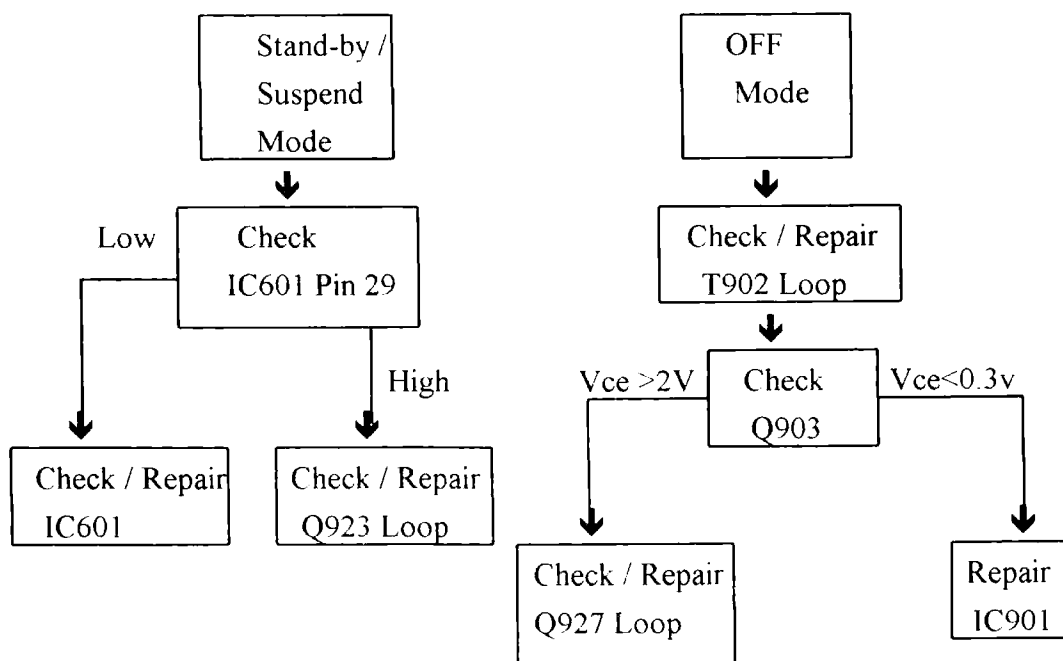 Stand-by /
Suspend
Mode
Low
Check
IC601 Pin 29
High
Check / Repair
IC601
Check / Repair
Q923 Loop
OFF
Mode
Check / Repair
T902 Loop
Vce >2V
Check
Q903
Vce<0.3v
Check / Repair
Q927 Loop
Repair
IC901